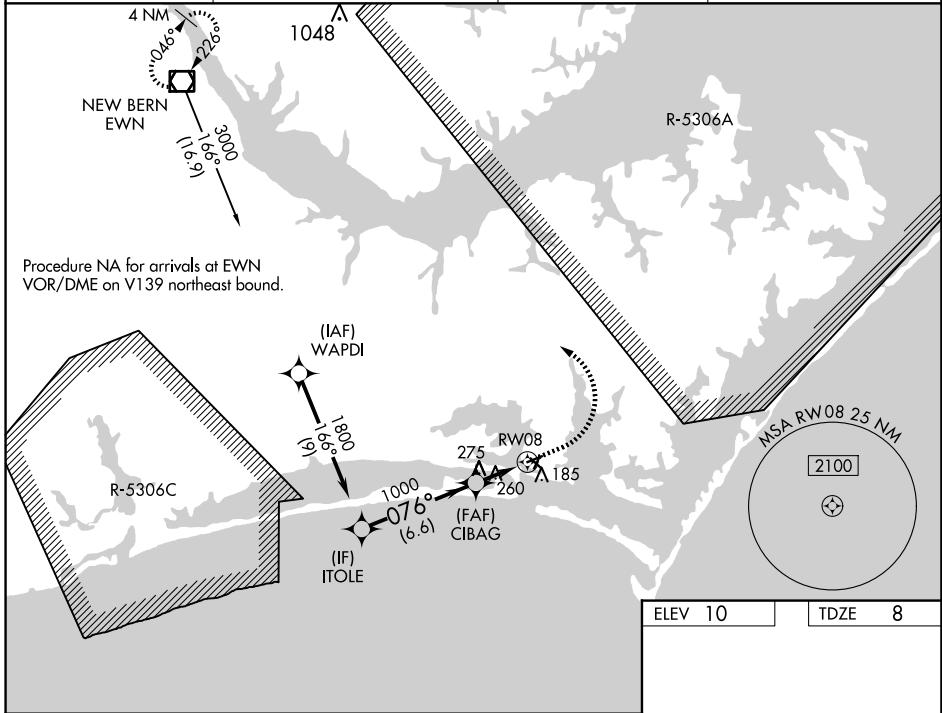 4 NM
046°
226°
1048
NEW BERN
EWN
3000
166°
(16.9)
R-5306A
Procedure NA for arrivals at EWN
VOR/DME on V139 northeast bound.
(IAF)
WAPDI
1800
166°
(9)
R-5306C
RW08
275
260
185
1000
076°
(6.6)
(FAF)
CIBAG
(IF)
ITOLE
MSA RW08 25 NM
2100
ELEV 10
TDZE 8